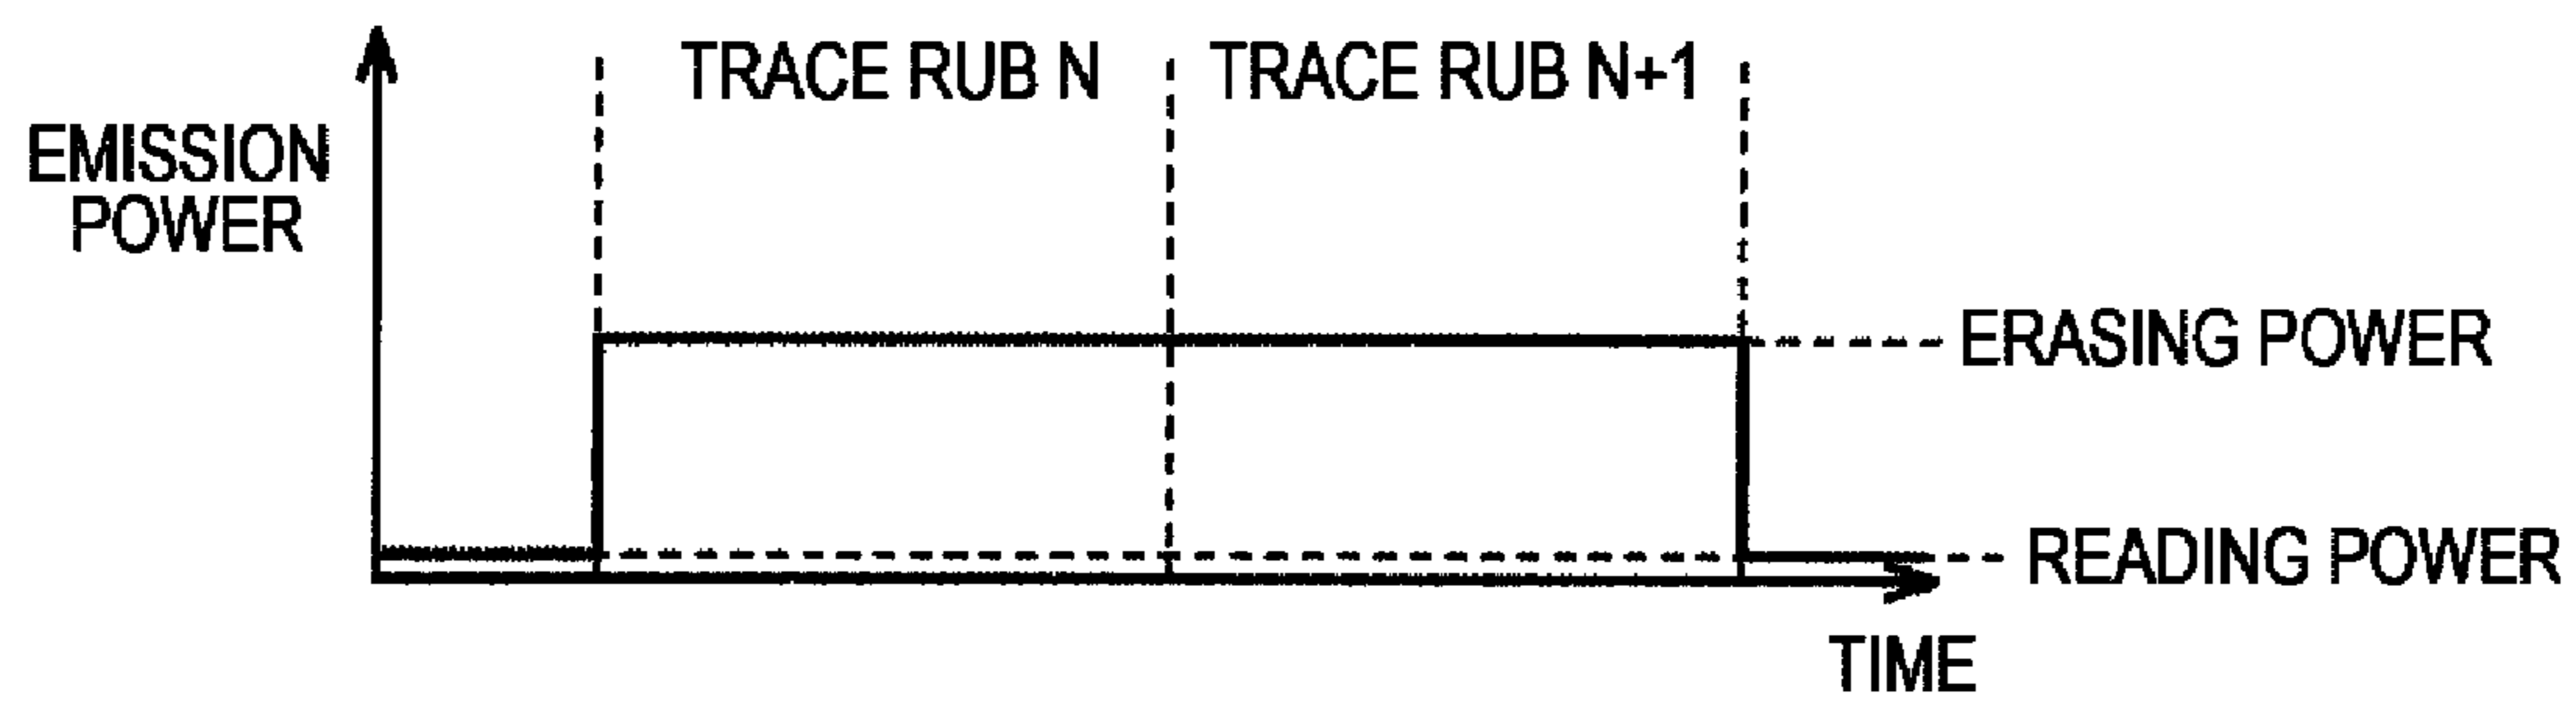 TRACE RUB N
TRACE RUB N+1
EMISSION
POWER
ERASING POWER
READING POWER
TIME